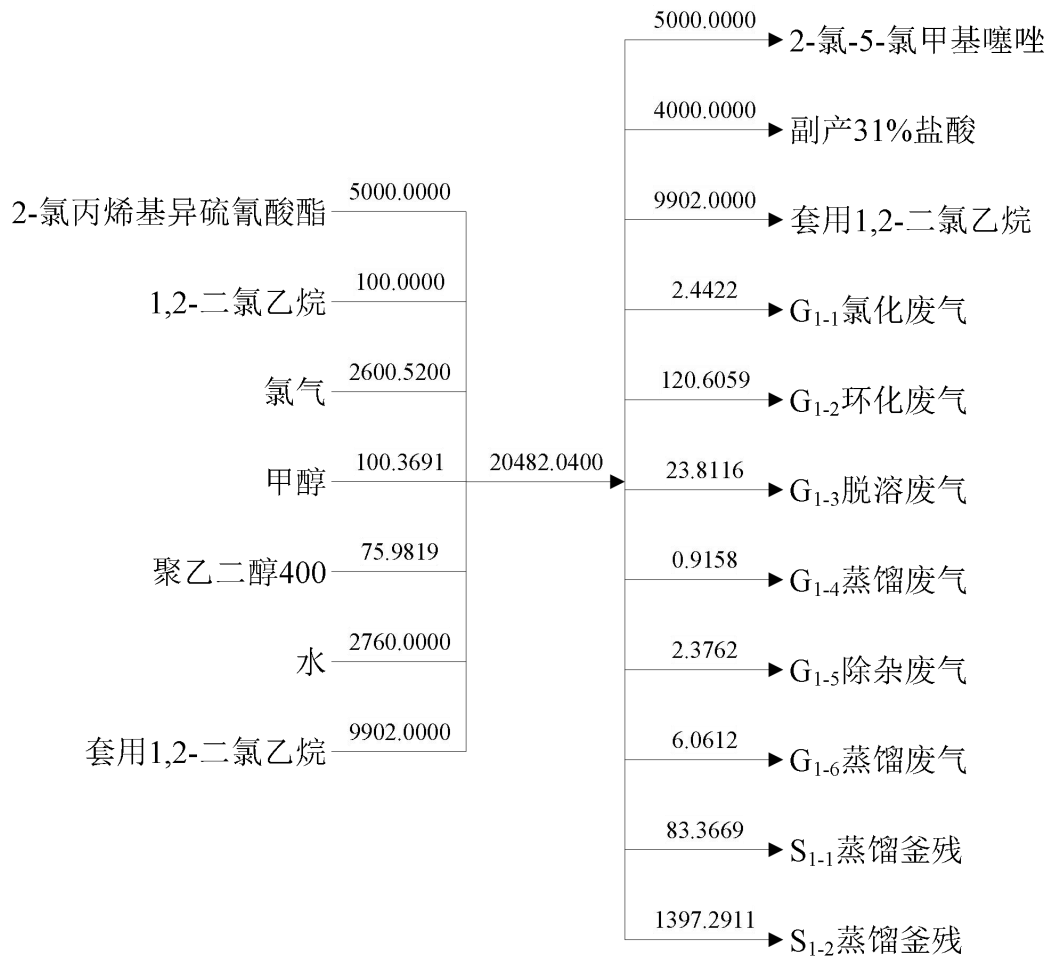 5000.0000
2-氯丙烯基异硫氰酸酯
100.0000
1,2-二氯乙烷
2600.5200
氯气
100.3691
甲醇
75.9819
聚乙二醇400
2760.0000
水
9902.0000
套用1,2-二氯乙烷
20482.0400
5000.0000
2-氯-5-氯甲基噻唑
4000.0000
副产31%盐酸
9902.0000
套用1,2-二氯乙烷
2.4422
G1-1氯化废气
120.6059
G1-2环化废气
23.8116
G1-3脱溶废气
0.9158
G1-4蒸馏废气
2.3762
G1-5除杂废气
6.0612
G1-6蒸馏废气
83.3669
S1-1蒸馏釜残
1397.2911
S1-2蒸馏釜残